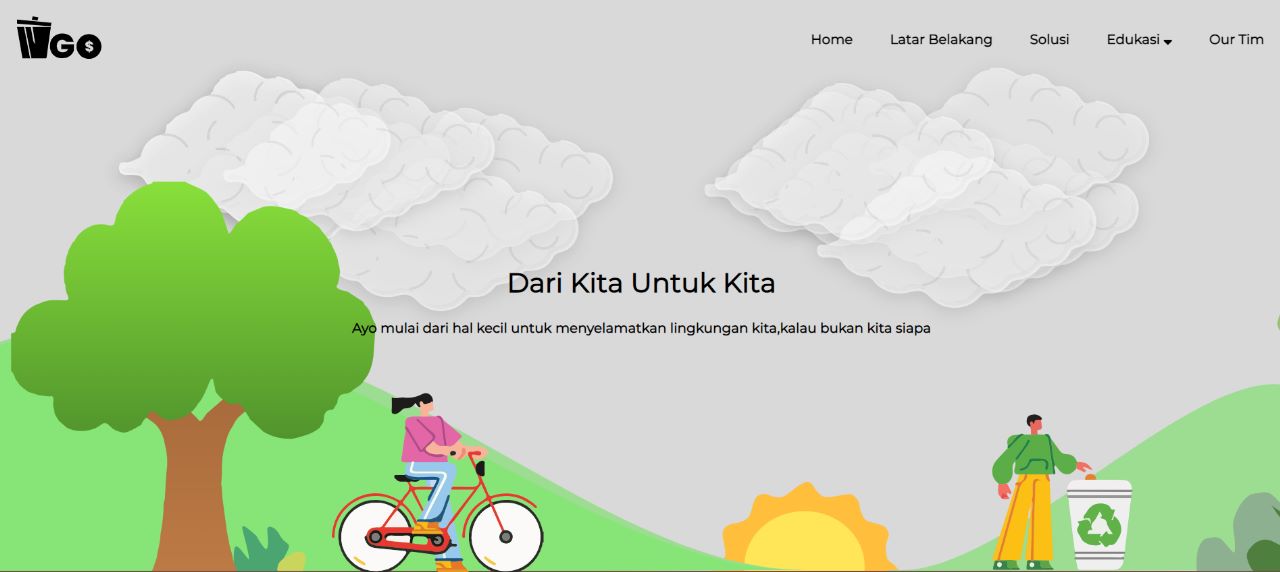 WGO
$
Home
Latar Belakang
Solusi
Edukasi
Our Tim
Dari Kita Untuk Kita
Ayo mulai dari hal kecil untuk menyelamatkan lingkungan kita,kalau bukan kita siapa